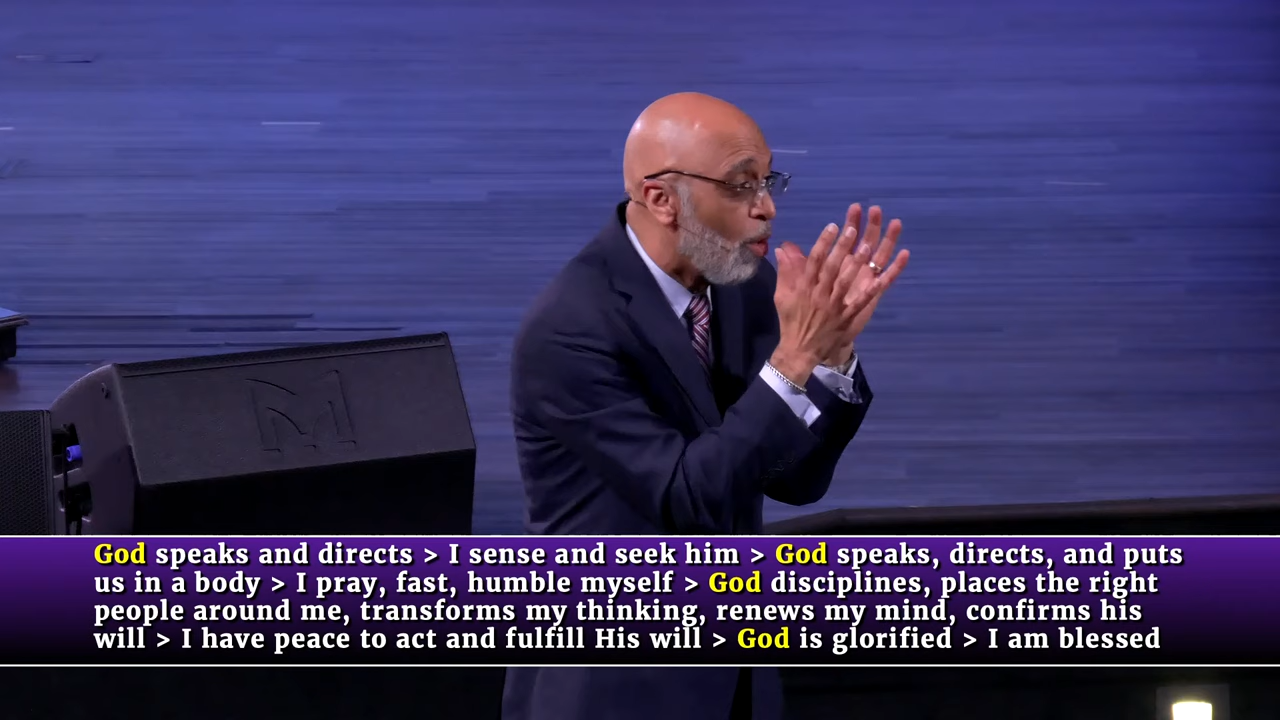 M
God speaks and directs > I sense and seek him > God speaks, directs, and puts
us in a body > I pray, fast, humble myself > God disciplines, places the right
people around me, transforms my thinking, renews my mind, confirms his
will > I have peace to act and fulfill His will > God is glorified > I am blessed